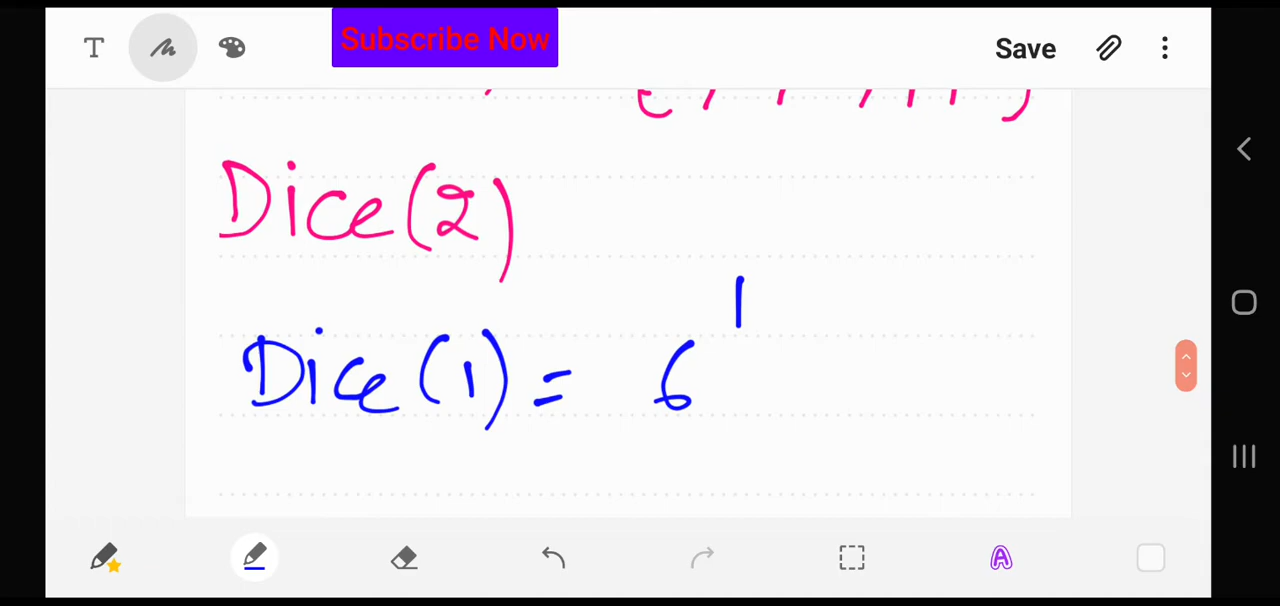 T
Subscribe Now
Save
Dice(2)
Dice(1) = 6¹
A